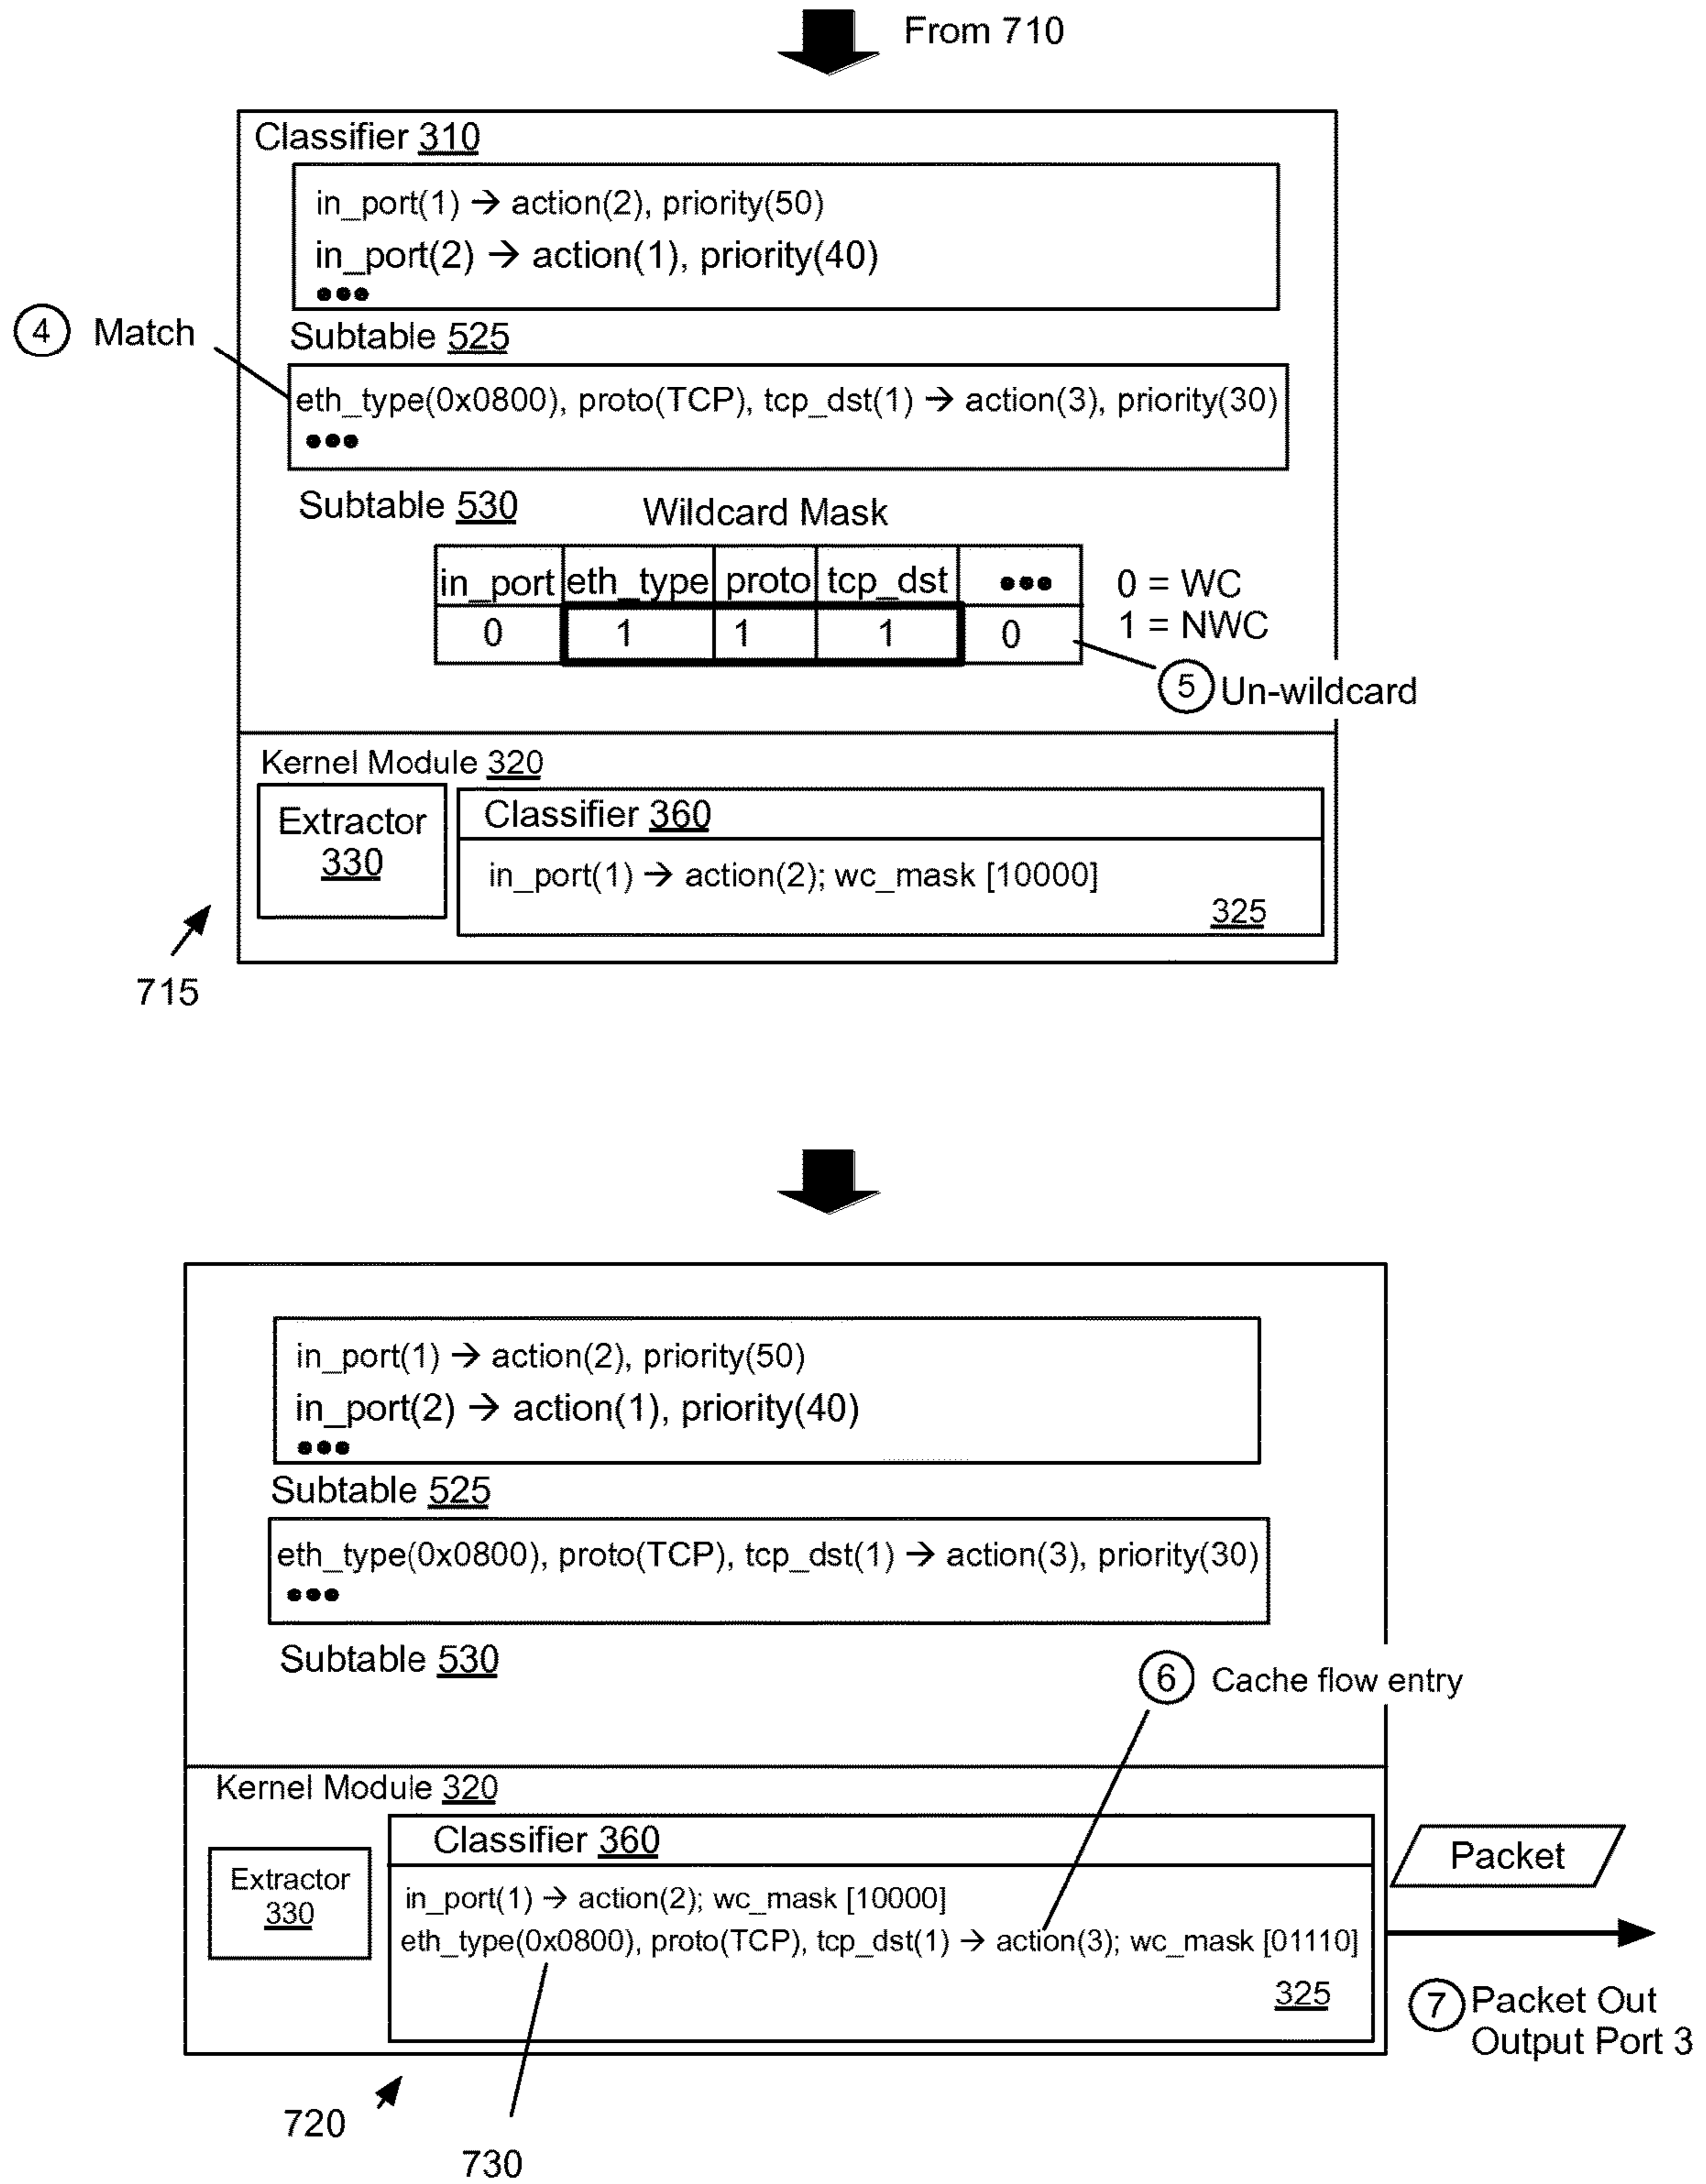 From 710
Classifier 310
in_port(1) → action(2), priority(50)
in_port(2) → action(1), priority(40)
•••
④ Match
Subtable 525
eth_type(0x0800), proto(TCP), tcp_dst(1) → action(3), priority(30)
•••
Subtable 530
Wildcard Mask
in_port eth_type proto tcp_dst •••
0 1 1 1 0
0 = WC
1 = NWC
⑤ Un-wildcard
Kernel Module 320
Extractor
330
Classifier 360
in_port(1) → action(2); wc_mask [10000]
325
715
in_port(1) → action(2), priority(50)
in_port(2) → action(1), priority(40)
•••
Subtable 525
eth_type(0x0800), proto(TCP), tcp_dst(1) → action(3), priority(30)
•••
Subtable 530
⑥ Cache flow entry
Kernel Module 320
Extractor
330
Classifier 360
in_port(1) → action(2); wc_mask [10000]
eth_type(0x0800), proto(TCP), tcp_dst(1) → action(3); wc_mask [01110]
325
Packet
⑦ Packet Out
Output Port 3
720
730